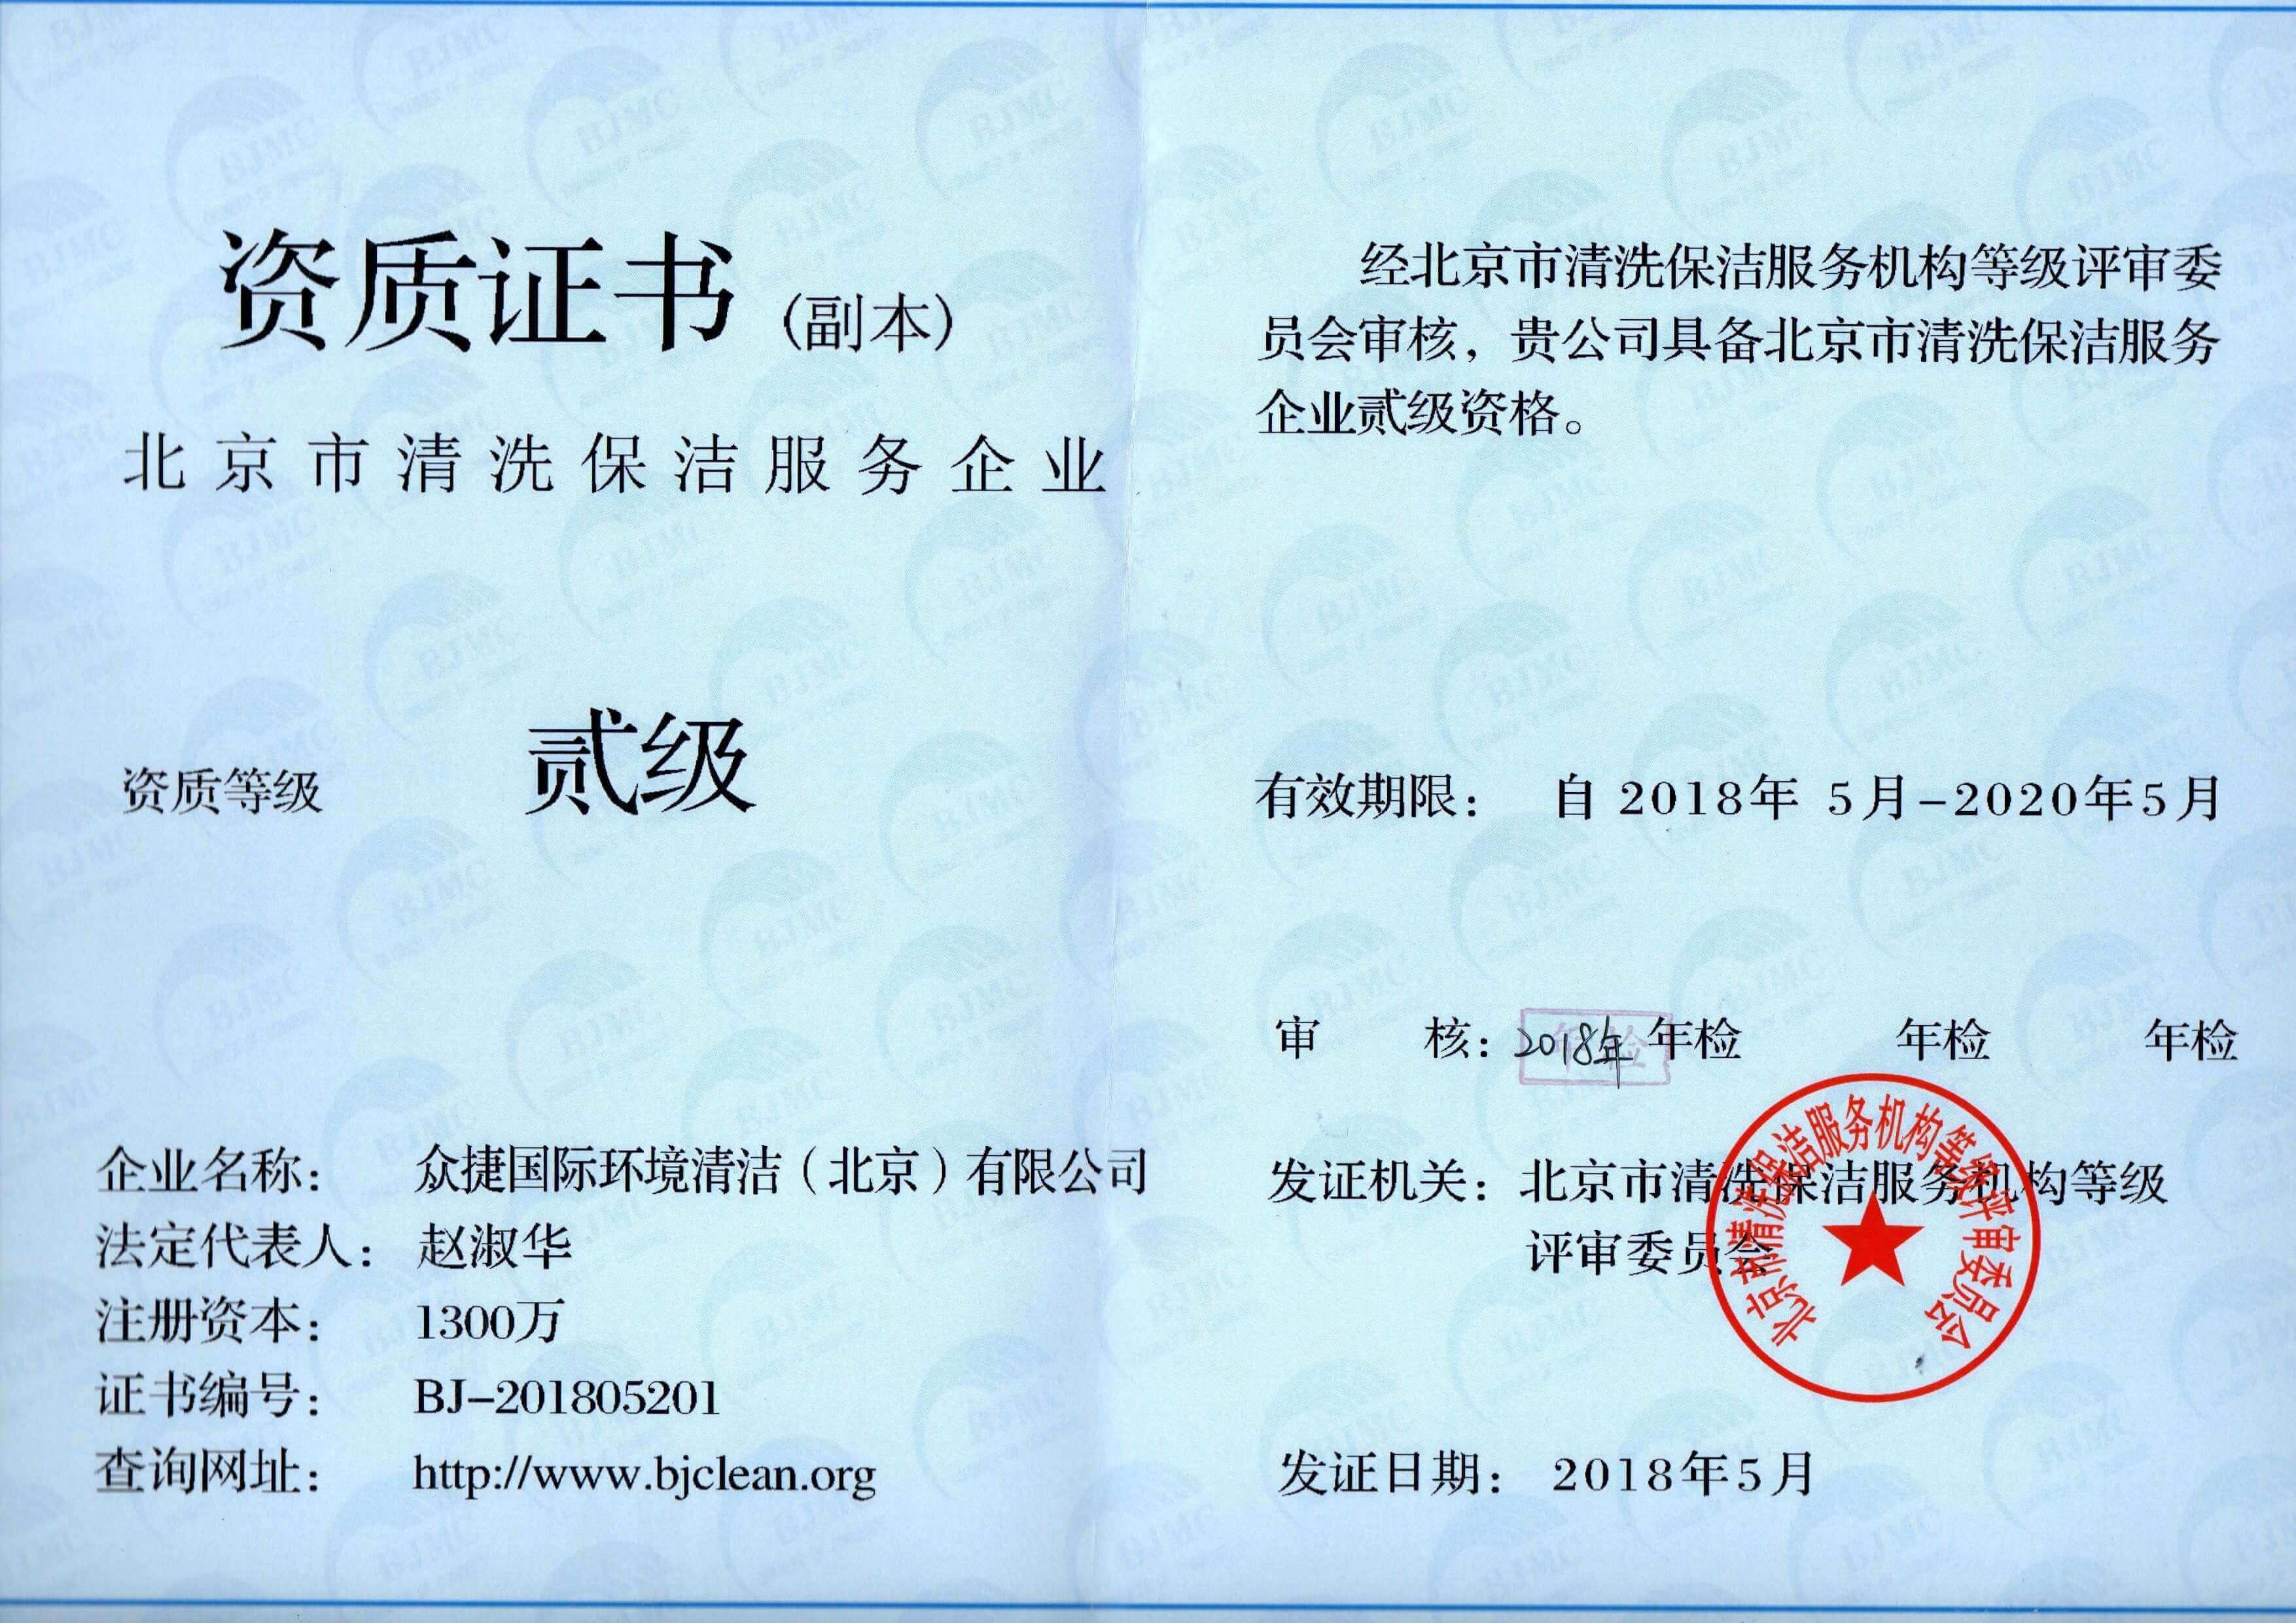 资质证书(副本)
北京市清洗保洁服务企业
资质等级 贰级
企业名称： 众捷国际环境清洁（北京）有限公司
法定代表人： 赵淑华
注册资本： 1300万
证书编号： BJ-201805201
查询网址： http://www.bjclean.org
经北京市清洗保洁服务机构等级评审委
员会审核，贵公司具备北京市清洗保洁服务
企业贰级资格。
有效期限： 自 2018年 5月-2020年5月
审 核：2018年 年检 年检 年检
年检
发证机关：北京市清洗保洁服务机构等级
评审委员会
北京市清洗保洁服务机构等级评审委员会
发证日期： 2018年5月
BJMC